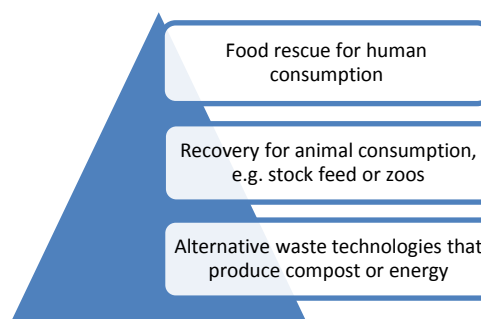 Food rescue for human
consumption
Recovery for animal consumption,
e.g. stock feed or zoos
Alternative waste technologies that
produce compost or energy